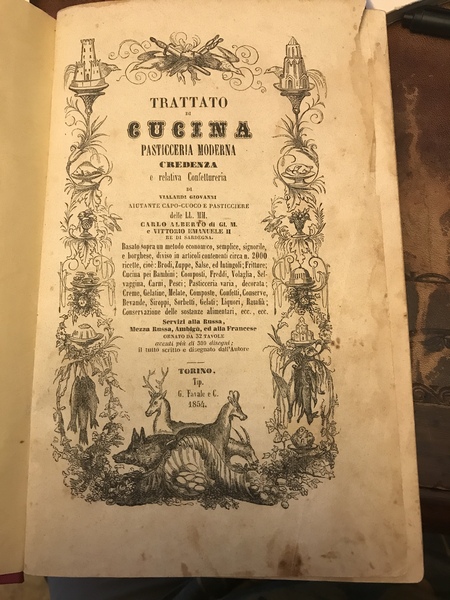 TRATTATO
DI
CUCINA
PASTICCERIA MODERNA
CREDENZA
e relativa Confettureria
DI
VIALARDI GIOVANNI
AIUTANTE CAPO-CUOCO E PASTICCIERE
delle LL. MM.
CARLO ALBERTO di Gl. M.
e VITTORIO EMANUELE II
RE DI SARDEGNA.
Basato sopra un metodo economico, semplice, signorile,
e borghese, diviso in articoli contenenti circa n. 2000
ricette, cioè: Brodi, Zuppe, Salse, ed Intingoli; Fritture;
Cucina pei Bambini; Composti, Freddi, Volaglia, Sel-
vaggina, Carni, Pesci; Pasticceria varia, decorata;
Creme, Gelatine, Melate, Composte, Confetti, Conserve,
Bevande, Siroppi, Sorbetti, Gelati; Liquori, Ratafià;
Conservazione delle sostanze alimentari, ecc., ecc.
Servizi alla Russa,
Mezza Russa, Ambigù, ed alla Francese
ORNATO DA 32 TAVOLE
aventi più di 300 disegni;
il tutto scritto e disegnato dall'Autore
TORINO.
Tip.
G. Favale e C.
1854.